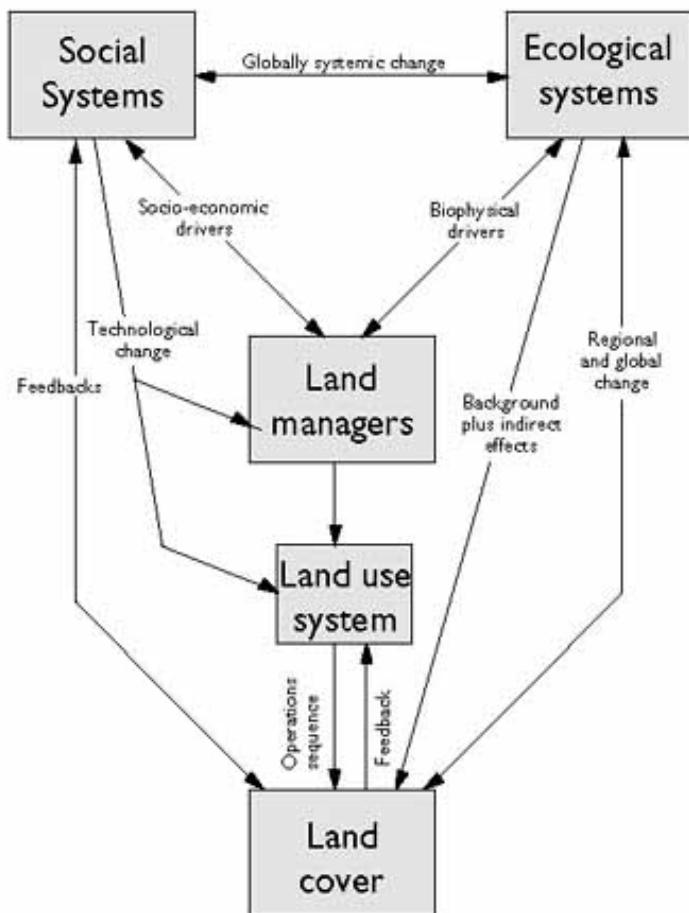 Social
Systems
Globally systemic change
Ecological
systems
Socio-economic
drivers
Biophysical
drivers
Technological
change
Feedbacks
Land
managers
Background
plus indirect
effects
Regional
and global
change
Land use
system
Operations
sequence
Feedback
Land
cover